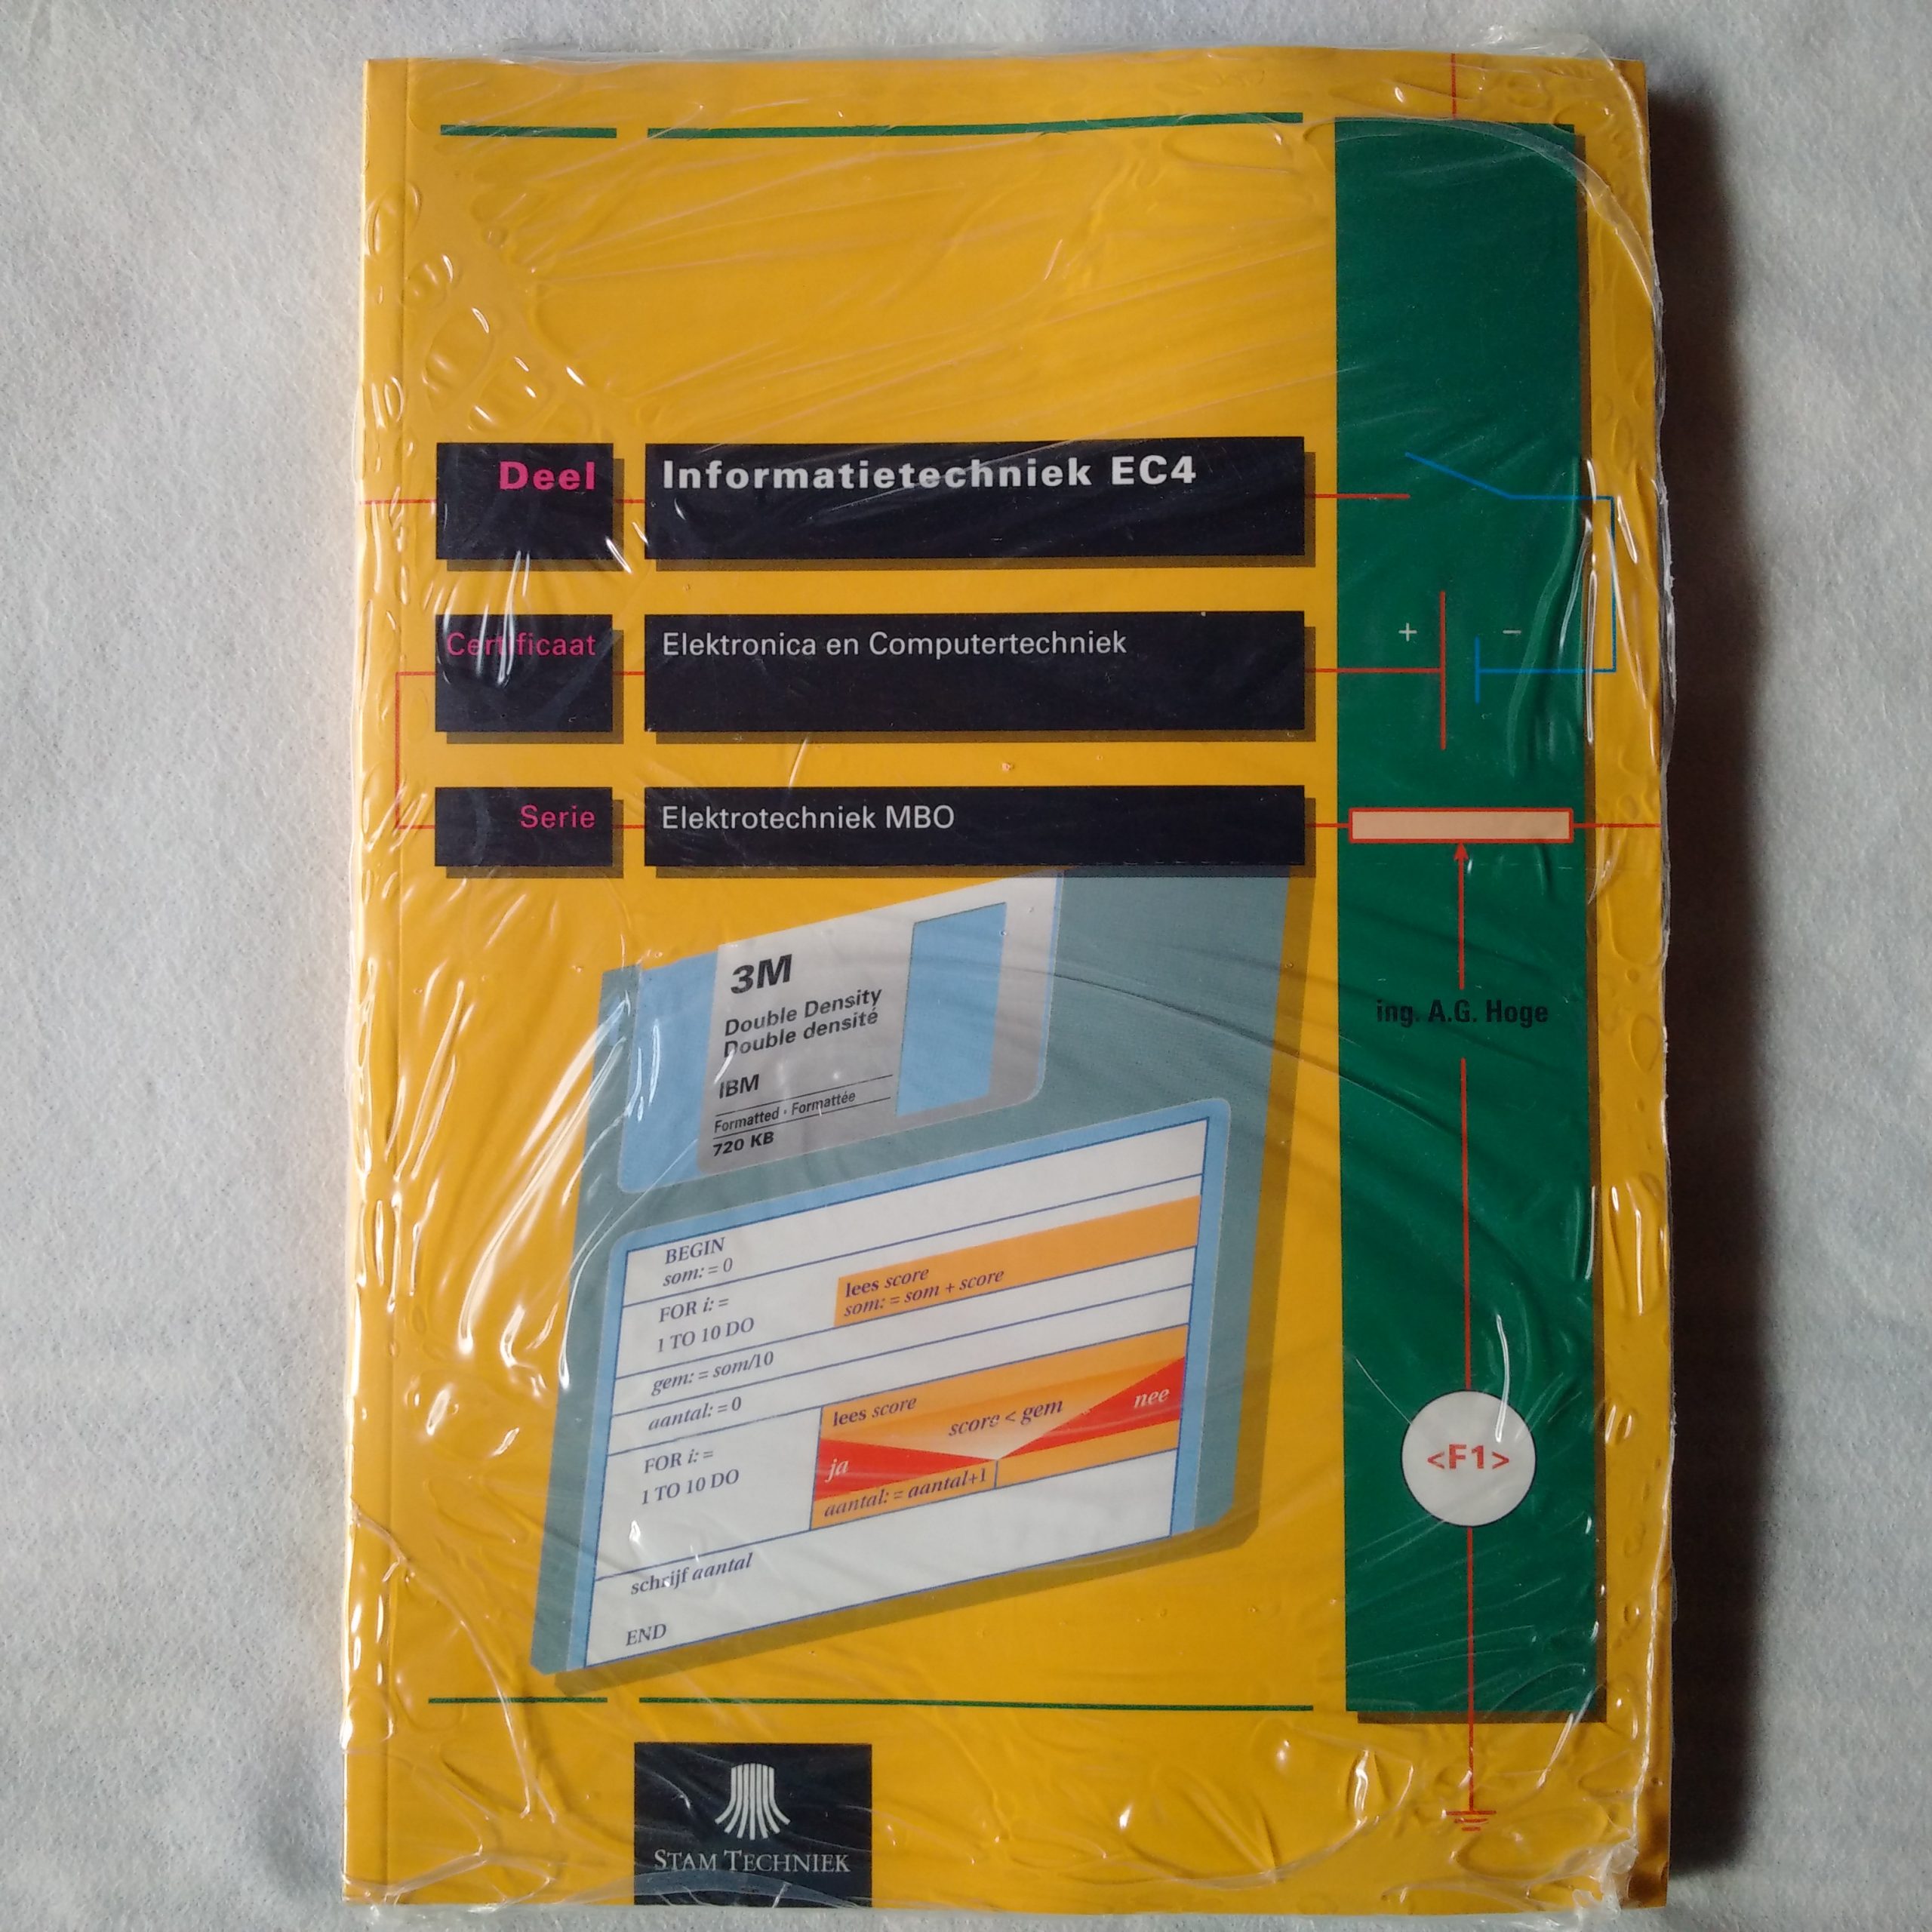 Deel Informatietechniek EC4
Certificaat Elektronica en Computertechniek
+ −
Serie Elektrotechniek MBO
3M
Double Density
Double densité
IBM
Formatted · Formattée
720 KB
ing. A.G. Hoge
BEGIN
som: = 0
FOR i: =
1 TO 10 DO
lees score
som: = som + score
gem: = som/10
aantal: = 0
FOR i: =
1 TO 10 DO
lees score
score < gem
ja
nee
aantal: = aantal+1
schrijf aantal
END
<F1>
STAM TECHNIEK